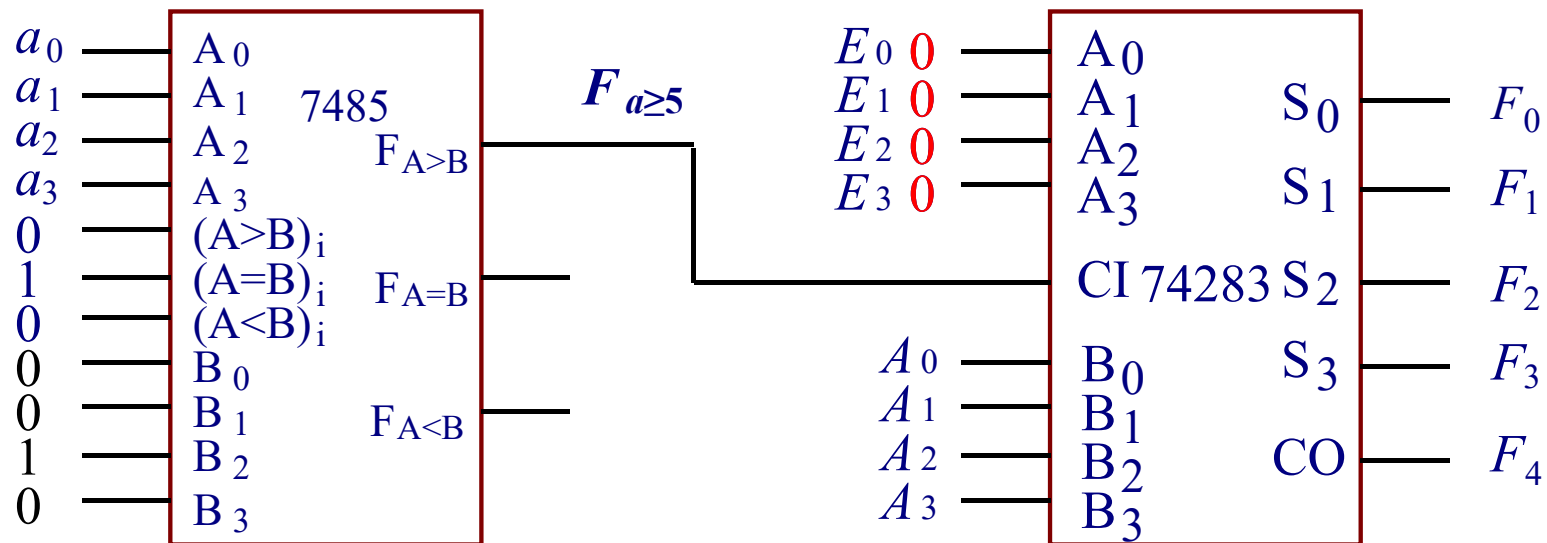 a0 A0 E0 0 A0
a1 A1 7485 F a≥5 E1 0 A1 S0 F0
a2 A2 FA>B E2 0 A2
a3 A3 E3 0 A3 S1 F1
0 (A>B)i
1 (A=B)i FA=B CI 74283 S2 F2
0 (A<B)i
0 B0 A0 B0 S3 F3
0 B1 FA<B A1 B1
1 B2 A2 B2 CO F4
0 B3 A3 B3